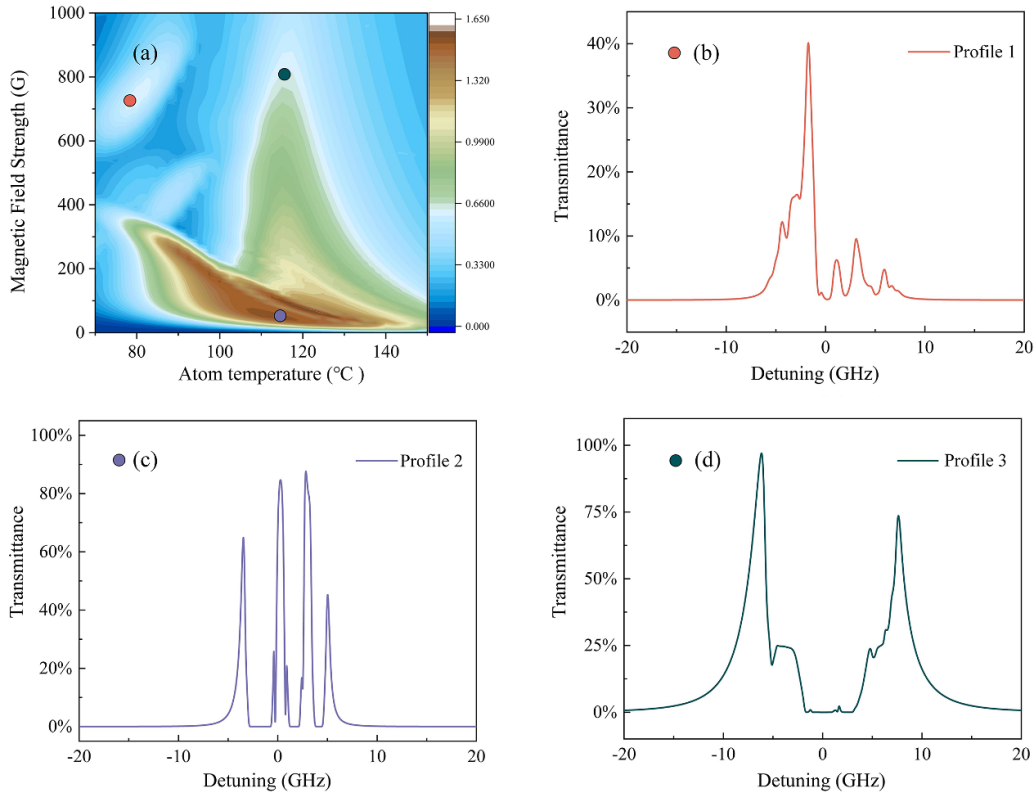 (a)
1000
800
600
400
200
0
Magnetic Field Strength (G)
80 100 120 140
Atom temperature (℃ )
1.650
1.320
0.9900
0.6600
0.3300
0.000
(b)
Profile 1
40%
30%
20%
10%
0%
Transmittance
-20 -10 0 10 20
Detuning (GHz)
(c)
Profile 2
100%
80%
60%
40%
20%
0%
Transmittance
-20 -10 0 10 20
Detuning (GHz)
(d)
Profile 3
100%
75%
50%
25%
0%
Transmittance
-20 -10 0 10 20
Detuning (GHz)